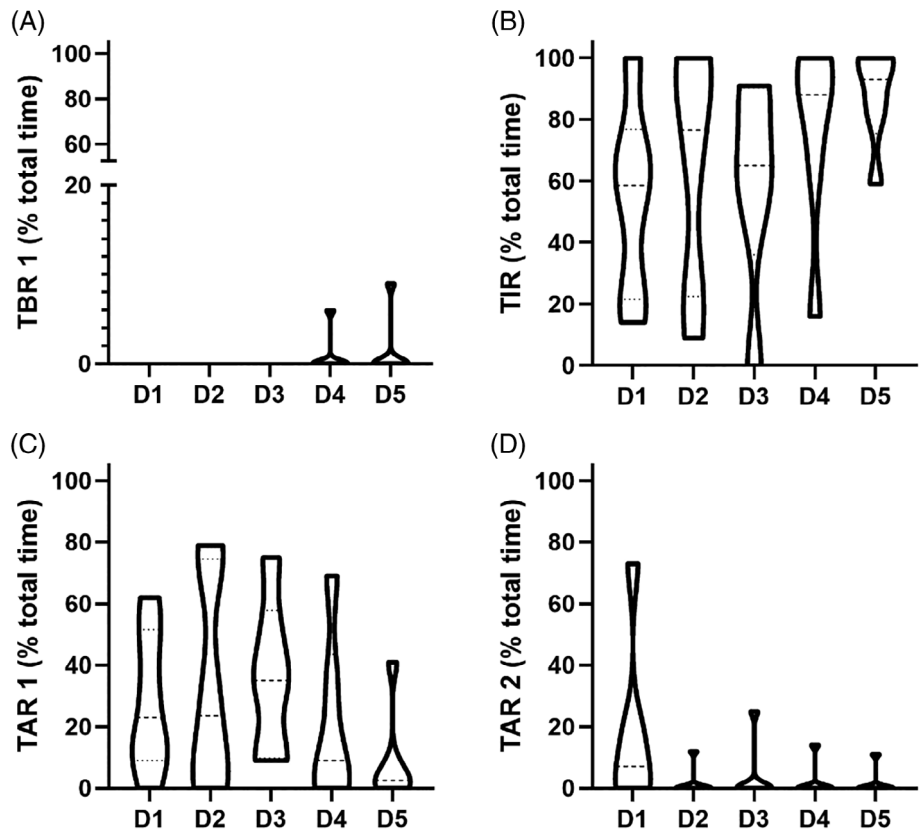 (A)
TBR 1 (% total time)
100
80
60
20
0
D1 D2 D3 D4 D5
(B)
TIR (% total time)
100
80
60
40
20
0
D1 D2 D3 D4 D5
(C)
TAR 1 (% total time)
100
80
60
40
20
0
D1 D2 D3 D4 D5
(D)
TAR 2 (% total time)
100
80
60
40
20
0
D1 D2 D3 D4 D5